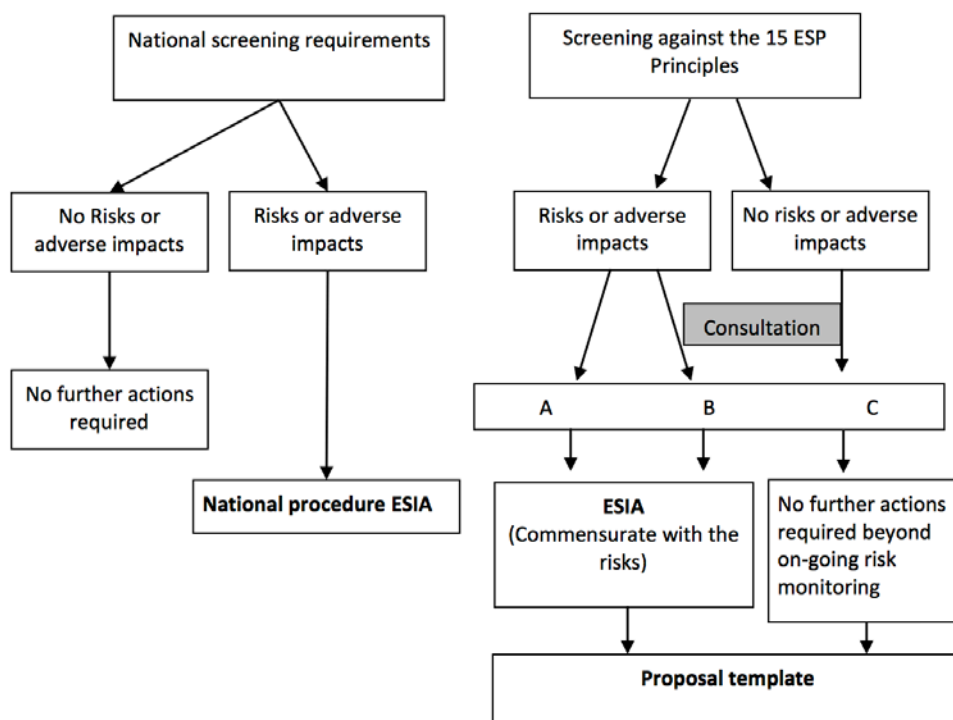 National screening requirements
Screening against the 15 ESP
Principles
No Risks or
adverse impacts
Risks or adverse
impacts
Risks or adverse
impacts
No risks or adverse
impacts
Consultation
No further actions
required
A
B
C
National procedure ESIA
ESIA
(Commensurate with the
risks)
No further actions
required beyond
on-going risk
monitoring
Proposal template